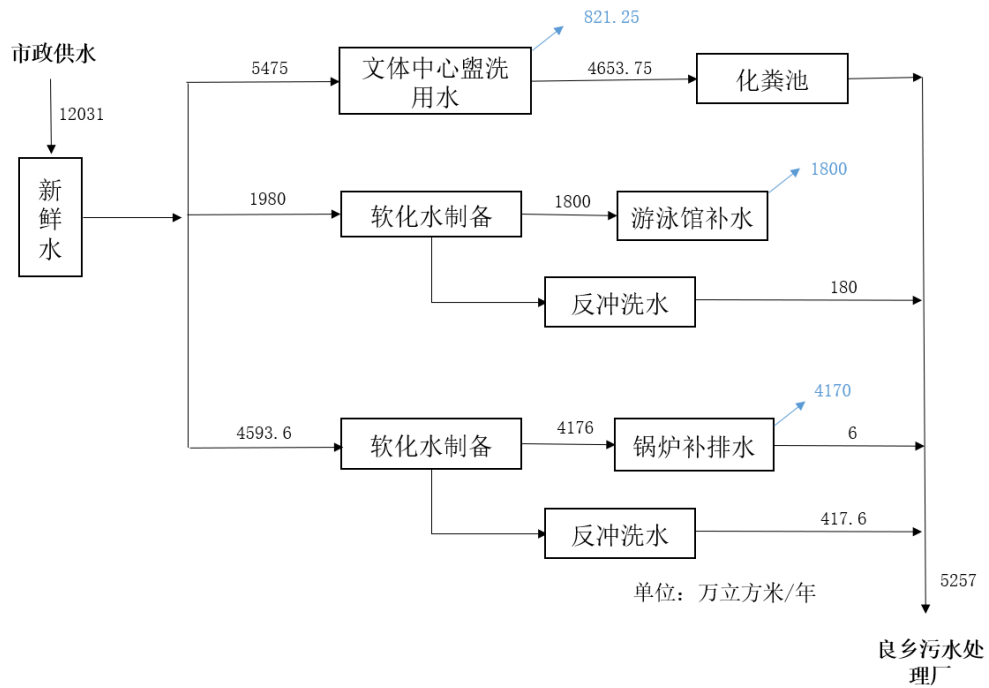 821.25
市政供水
5475
文体中心盥洗
用水
4653.75
化粪池
12031
新
鲜
水
1980
软化水制备
1800
游泳馆补水
1800
反冲洗水
180
4593.6
软化水制备
4176
锅炉补排水
4170
6
反冲洗水
417.6
单位：万立方米/年
5257
良乡污水处
理厂